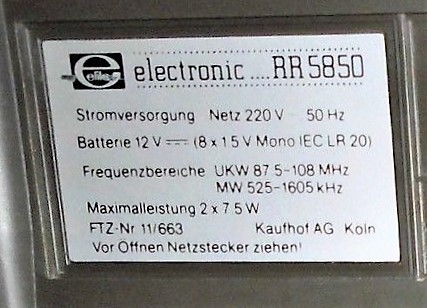 elite electronic .... RR 5850
Stromversorgung Netz 220 V 50 Hz
Batterie 12 V (8 x 1 5 V Mono IEC LR 20)
Frequenzbereiche UKW 87 5-108 MHz
MW 525-1605 kHz
Maximalleistung 2 x 7 5 W
FTZ-Nr 11/663 Kaufhof AG Köln
Vor Öffnen Netzstecker ziehen!